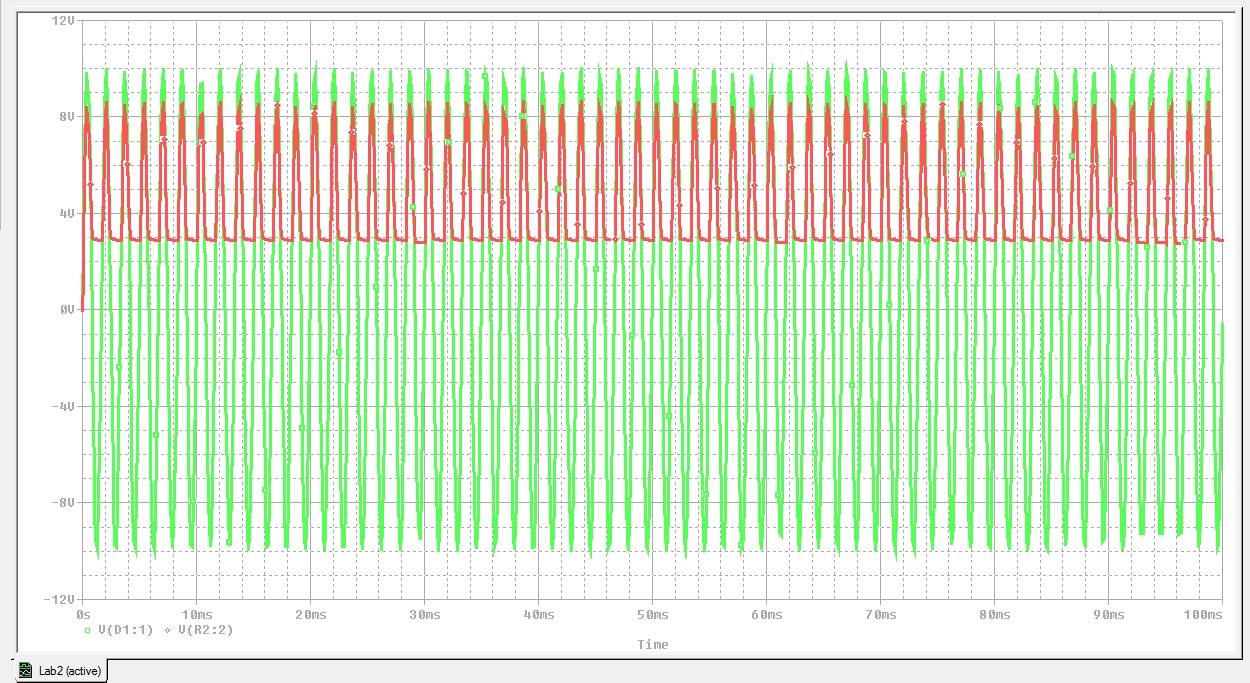 12V
8V
4V
0V
-4V
-8V
-12V
0s 10ms 20ms 30ms 40ms 50ms 60ms 70ms 80ms 90ms 100ms
V(D1:1) V(R2:2)
Time
Lab2 (active)